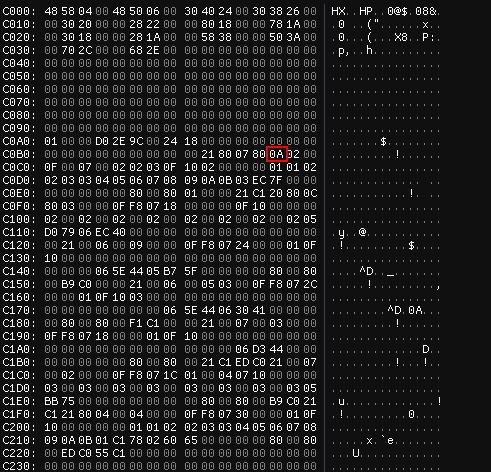 C000: 48 58 04 00 48 50 06 00 30 40 24 00 30 38 26 00 HX..HP..0@$.08&.
C010: 00 30 20 00 00 28 22 00 00 80 18 00 00 78 1A 00 .0 ..("......x..
C020: 00 30 18 00 00 28 1A 00 00 58 38 00 00 50 3A 00 .0...(...X8..P:.
C030: 00 70 2C 00 00 68 2E 00 00 00 00 00 00 00 00 00 .p,..h..........
C040: 00 00 00 00 00 00 00 00 00 00 00 00 00 00 00 00 ................
C050: 00 00 00 00 00 00 00 00 00 00 00 00 00 00 00 00 ................
C060: 00 00 00 00 00 00 00 00 00 00 00 00 00 00 00 00 ................
C070: 00 00 00 00 00 00 00 00 00 00 00 00 00 00 00 00 ................
C080: 00 00 00 00 00 00 00 00 00 00 00 00 00 00 00 00 ................
C090: 00 00 00 00 00 00 00 00 00 00 00 00 00 00 00 00 ................
C0A0: 01 00 00 D0 2E 9C 00 24 18 00 00 00 00 00 00 00 .......$........
C0B0: 00 00 00 00 00 00 00 00 00 21 80 07 80 0A 02 00 .........!......
C0C0: 0F 00 07 00 02 02 03 0F 10 02 00 00 00 01 01 02 ................
C0D0: 02 03 03 04 05 06 07 08 09 0A 0B 03 EC 7F 00 00 ................
C0E0: 00 00 00 00 80 00 80 01 00 00 00 21 C1 20 80 0C ...........!. ..
C0F0: 80 03 00 00 0F F8 07 18 00 00 00 0F 10 00 00 00 ................
C100: 02 00 02 00 02 00 02 00 02 00 02 00 02 00 02 05 ................
C110: D0 79 06 EC 40 00 00 00 00 00 00 00 00 00 00 00 .y..@...........
C120: 00 21 00 06 00 09 00 00 0F F8 07 24 00 00 01 0F .!.........$....
C130: 10 00 00 00 00 00 00 00 00 00 00 00 00 00 00 00 ................
C140: 00 00 00 06 5E 44 05 B7 5F 00 00 00 00 80 00 80 ....^D.._.......
C150: 00 B9 C0 00 00 21 00 06 00 05 03 00 0F F8 07 2C .....!.........,
C160: 00 00 01 0F 10 03 00 00 00 00 00 00 00 00 00 00 ................
C170: 00 00 00 00 00 00 00 06 5E 44 06 30 41 00 00 00 ........^D.0A...
C180: 00 80 00 80 00 F1 C1 00 00 21 00 07 00 03 00 00 .........!......
C190: 0F F8 07 18 00 00 01 0F 10 00 00 00 00 00 00 00 ................
C1A0: 00 00 00 00 00 00 00 00 00 00 00 06 D3 44 00 00 .............D..
C1B0: 00 00 00 00 80 00 80 00 00 21 C1 ED C0 21 00 07 .........!...!..
C1C0: 00 00 02 00 00 0F F8 07 1C 01 00 04 07 10 00 00 ................
C1D0: 03 00 03 00 03 00 03 00 03 00 03 00 03 00 03 05 ................
C1E0: BB 75 00 00 00 00 00 00 00 80 00 80 00 B9 C0 21 .u.............!
C1F0: C1 21 80 04 00 04 00 00 0F F8 07 30 00 00 01 0F .!.........0....
C200: 10 00 00 00 00 00 00 01 02 02 03 04 05 06 07 08 ................
C210: 09 0A 0B 01 C1 78 02 60 65 00 00 00 00 80 00 80 .....x.`e.......
C220: 00 ED C0 55 C1 00 00 00 00 00 00 00 00 00 00 00 ...U............
C230: 00 00 00 00 00 00 00 00 00 00 00 00 00 00 00 00 ................